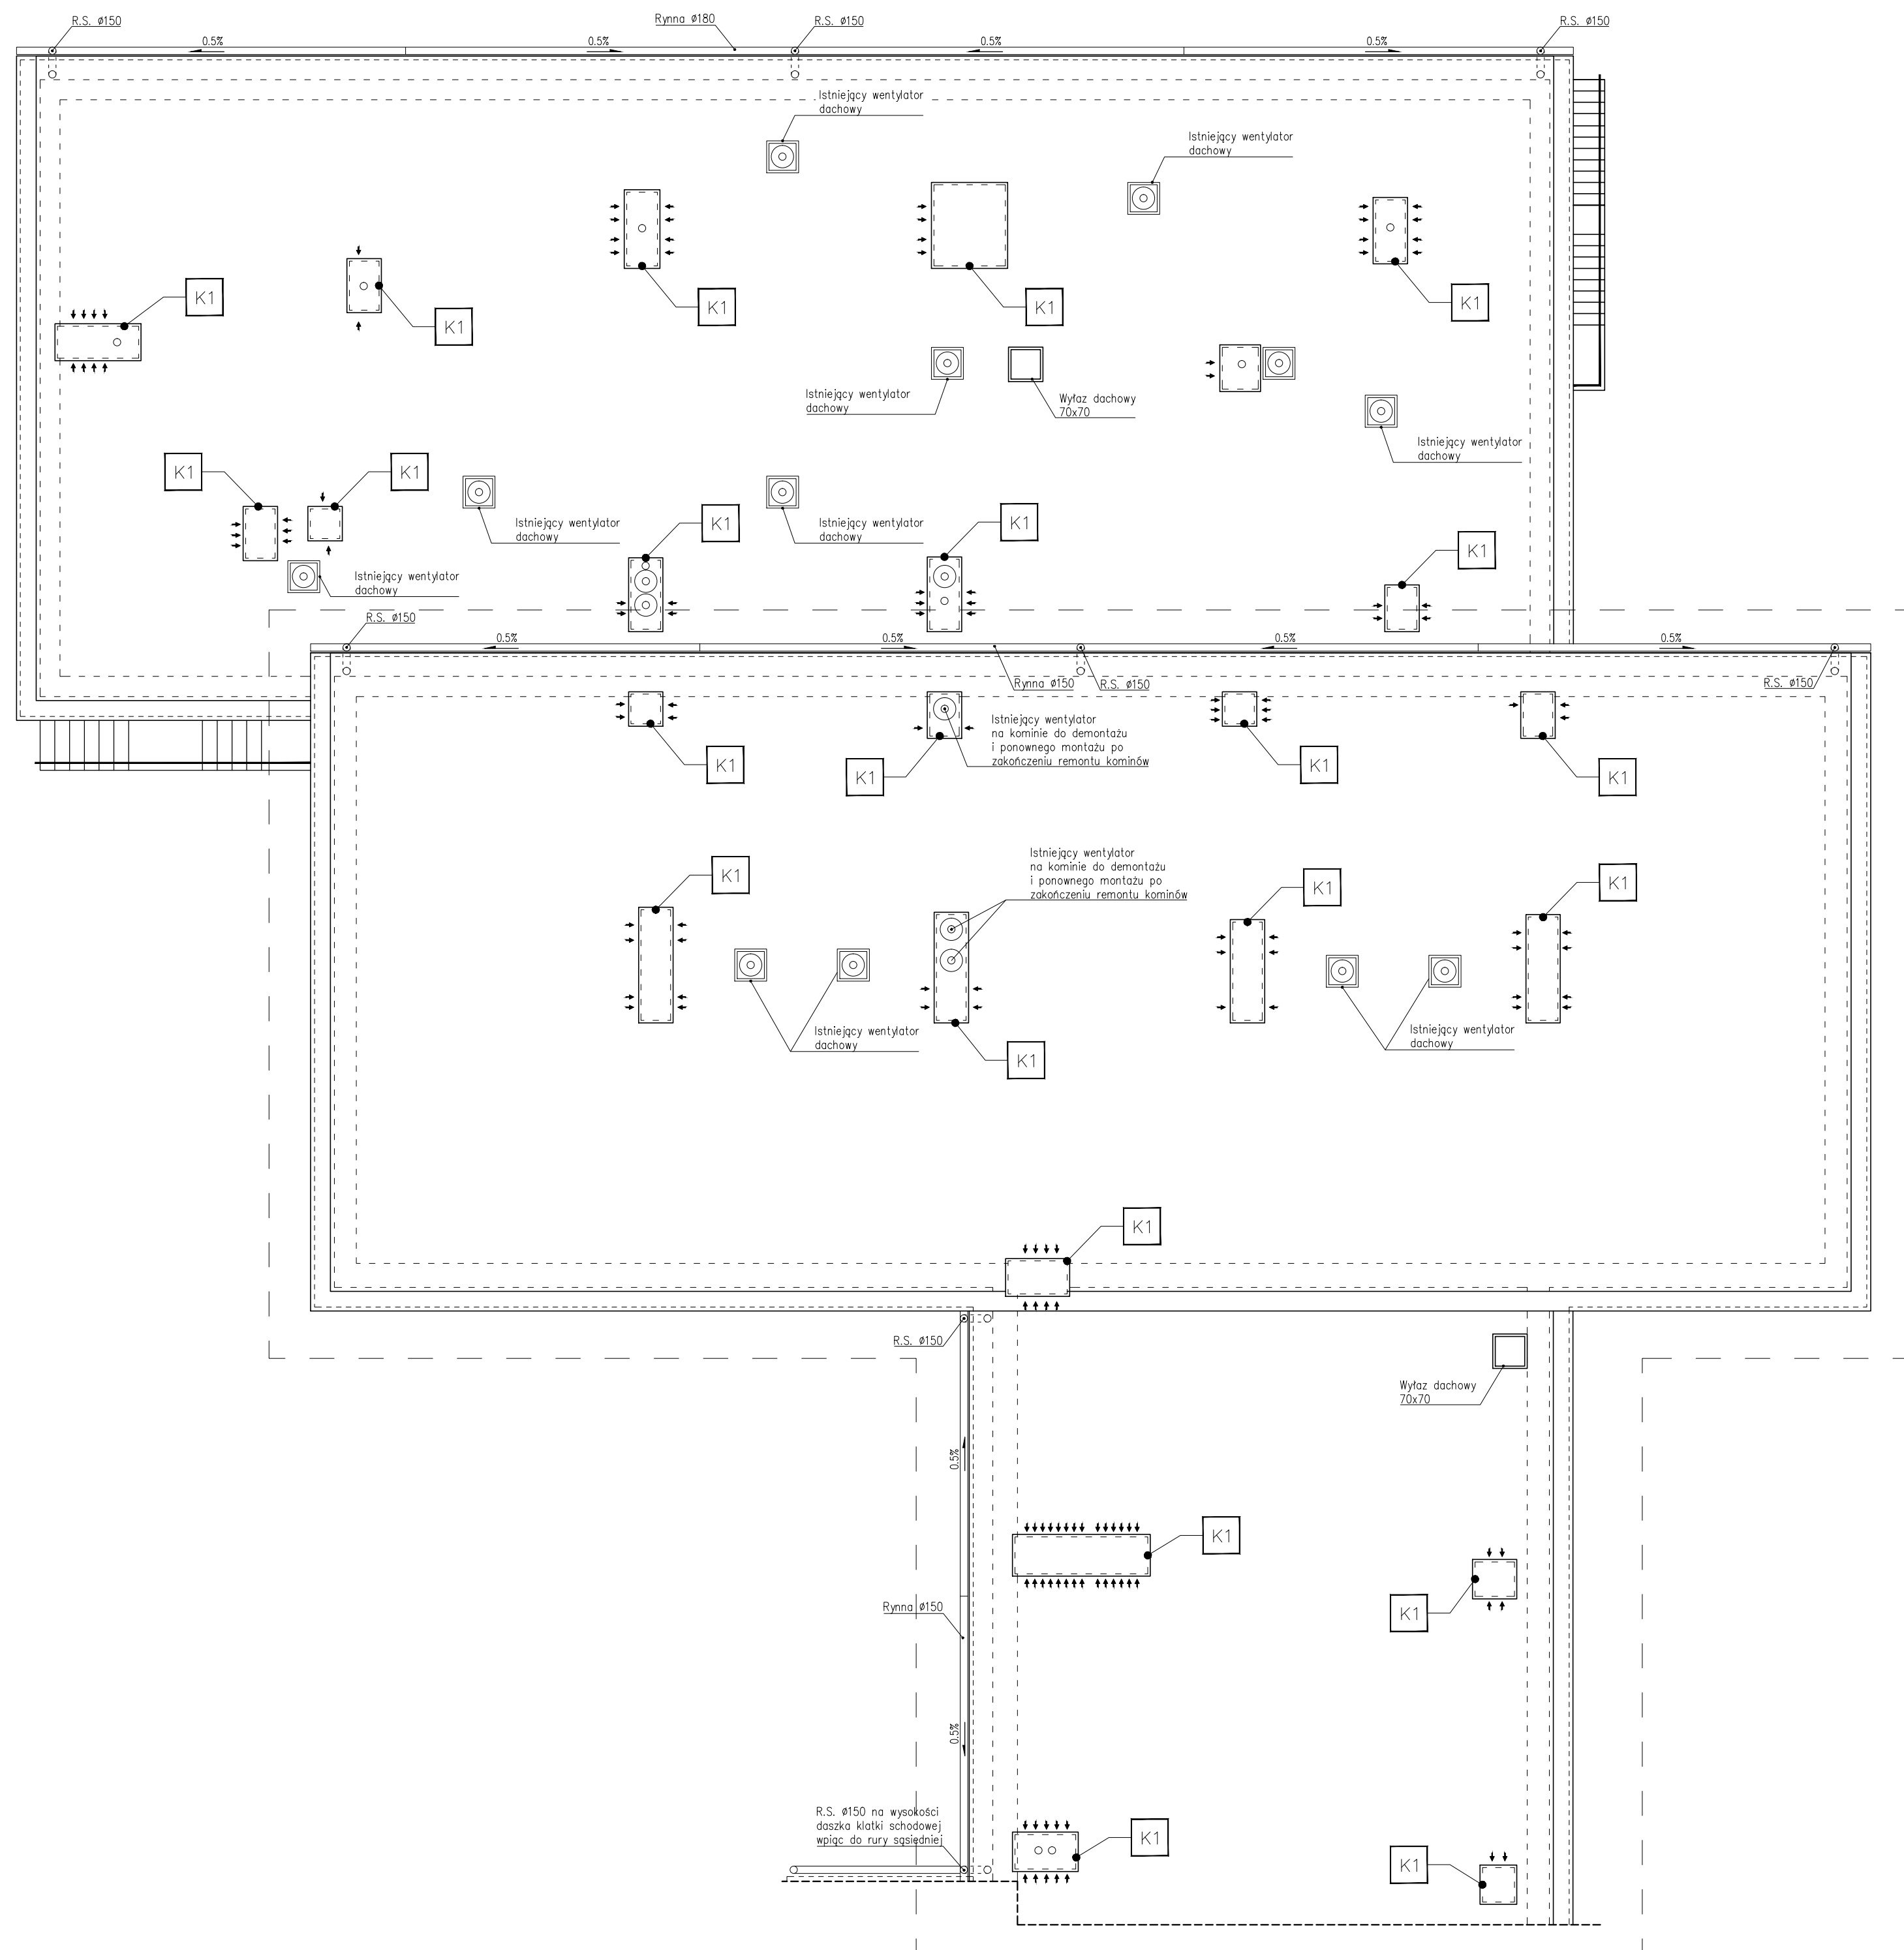 R.S. ø150
Rynna ø180
R.S. ø150
R.S. ø150
0.5%
0.5%
0.5%
0.5%
Istniejący wentylator
dachowy
Istniejący wentylator
dachowy
K1
K1
K1
K1
K1
Istniejący wentylator
dachowy
Wyłaz dachowy
70x70
Istniejący wentylator
dachowy
K1
K1
Istniejący wentylator
dachowy
K1
Istniejący wentylator
dachowy
K1
K1
Istniejący wentylator
dachowy
R.S. ø150
0.5%
0.5%
0.5%
0.5%
Rynna ø150
R.S. ø150
R.S. ø150
Istniejący wentylator
na kominie do demontażu
i ponownego montażu po
zakończeniu remontu kominów
K1
K1
K1
K1
Istniejący wentylator
na kominie do demontażu
i ponownego montażu po
zakończeniu remontu kominów
K1
K1
K1
Istniejący wentylator
dachowy
Istniejący wentylator
dachowy
K1
K1
R.S. ø150
Wyłaz dachowy
70x70
0.5%
K1
Rynna ø150
K1
0.5%
R.S. ø150 na wysokości
daszka klatki schodowej
wpiąc do rury sąsiedniej
K1
K1